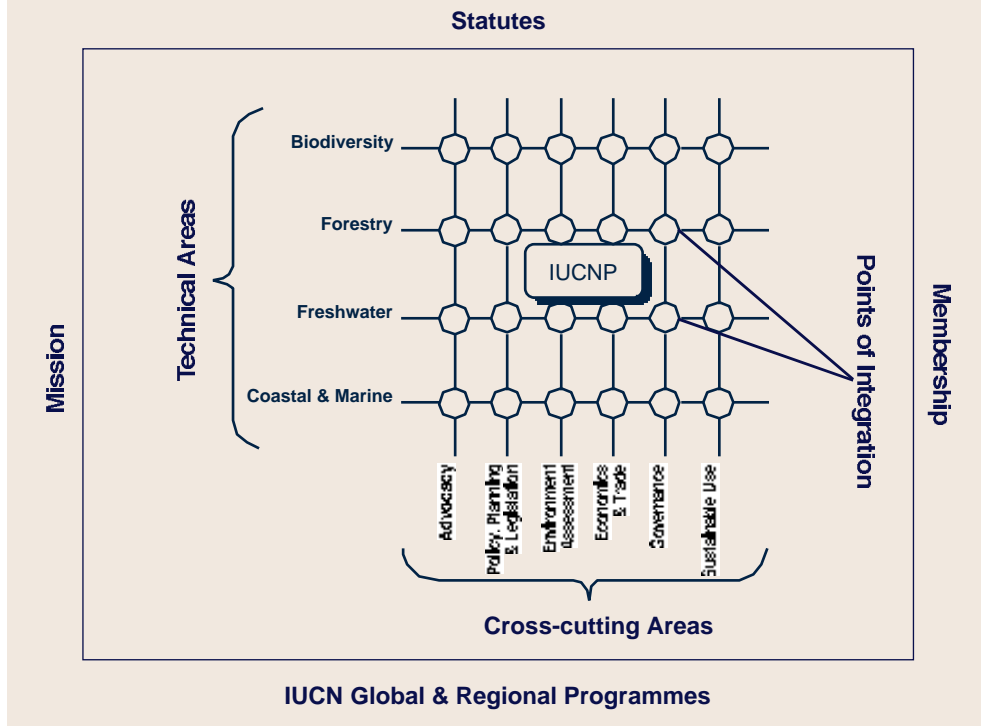 Statutes
Biodiversity
Forestry
IUCNP
Freshwater
Coastal & Marine
Technical Areas
Mission
Points of Integration
Membership
Advocacy
Policy, Planning
& Legislation
Environment
Assessment
Economics
& Trade
Governance
Sustainable Use
Cross-cutting Areas
IUCN Global & Regional Programmes